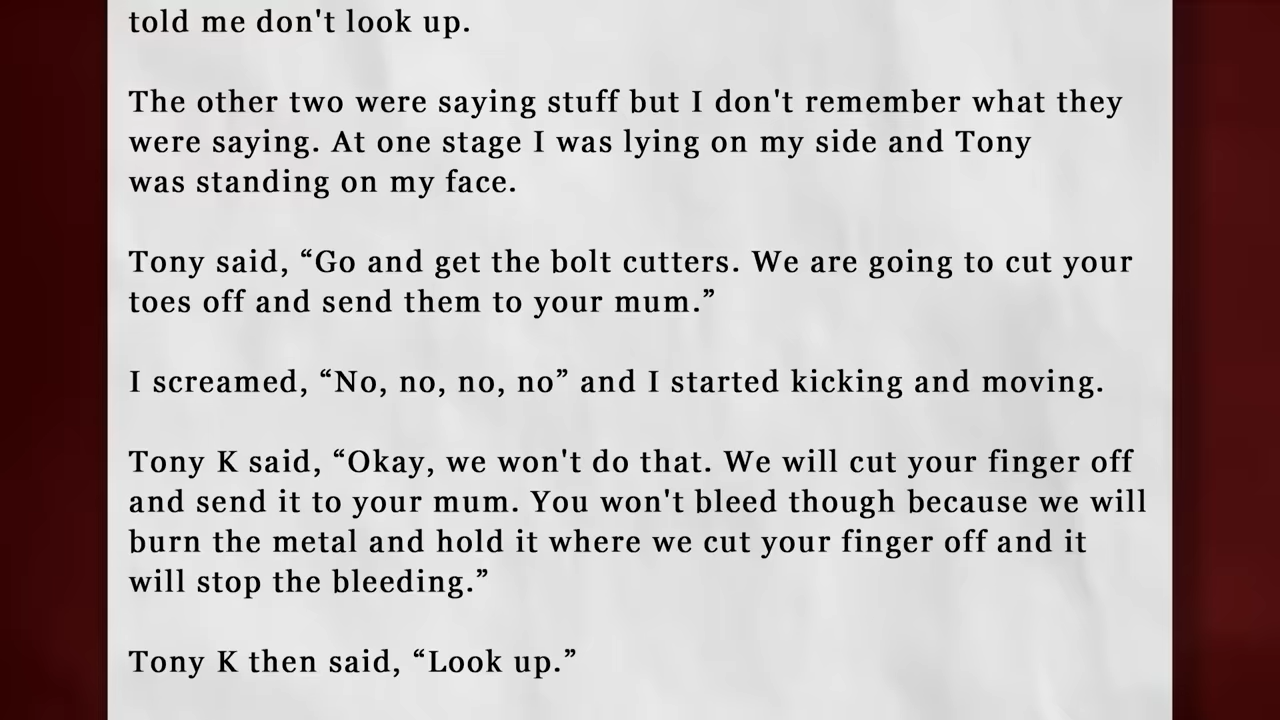 told me don't look up.
The other two were saying stuff but I don't remember what they
were saying. At one stage I was lying on my side and Tony
was standing on my face.
Tony said, “Go and get the bolt cutters. We are going to cut your
toes off and send them to your mum.”
I screamed, “No, no, no, no” and I started kicking and moving.
Tony K said, “Okay, we won't do that. We will cut your finger off
and send it to your mum. You won't bleed though because we will
burn the metal and hold it where we cut your finger off and it
will stop the bleeding.”
Tony K then said, “Look up.”